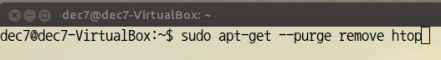 dec7@dec7-VirtualBox: ~
dec7@dec7-VirtualBox:~$ sudo apt-get --purge remove htop